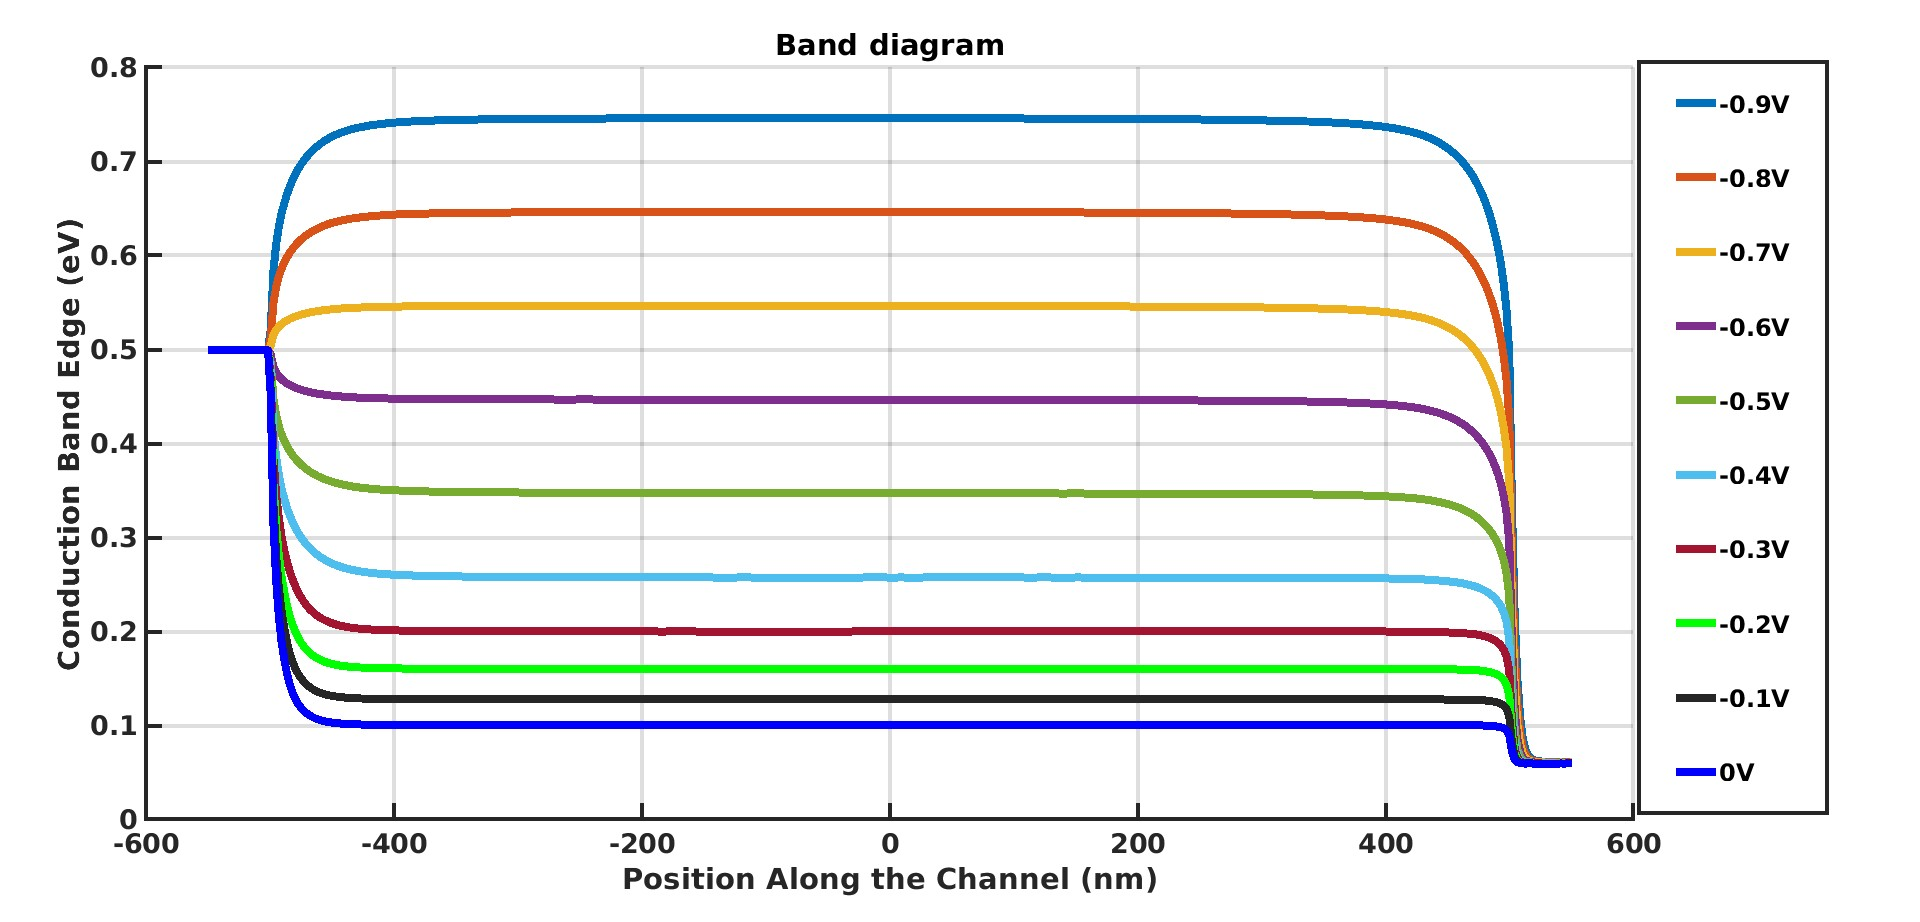 Band diagram
Conduction Band Edge (eV)
0.8
0.7
0.6
0.5
0.4
0.3
0.2
0.1
0
-600
-400
-200
0
200
400
600
Position Along the Channel (nm)
-0.9V
-0.8V
-0.7V
-0.6V
-0.5V
-0.4V
-0.3V
-0.2V
-0.1V
0V